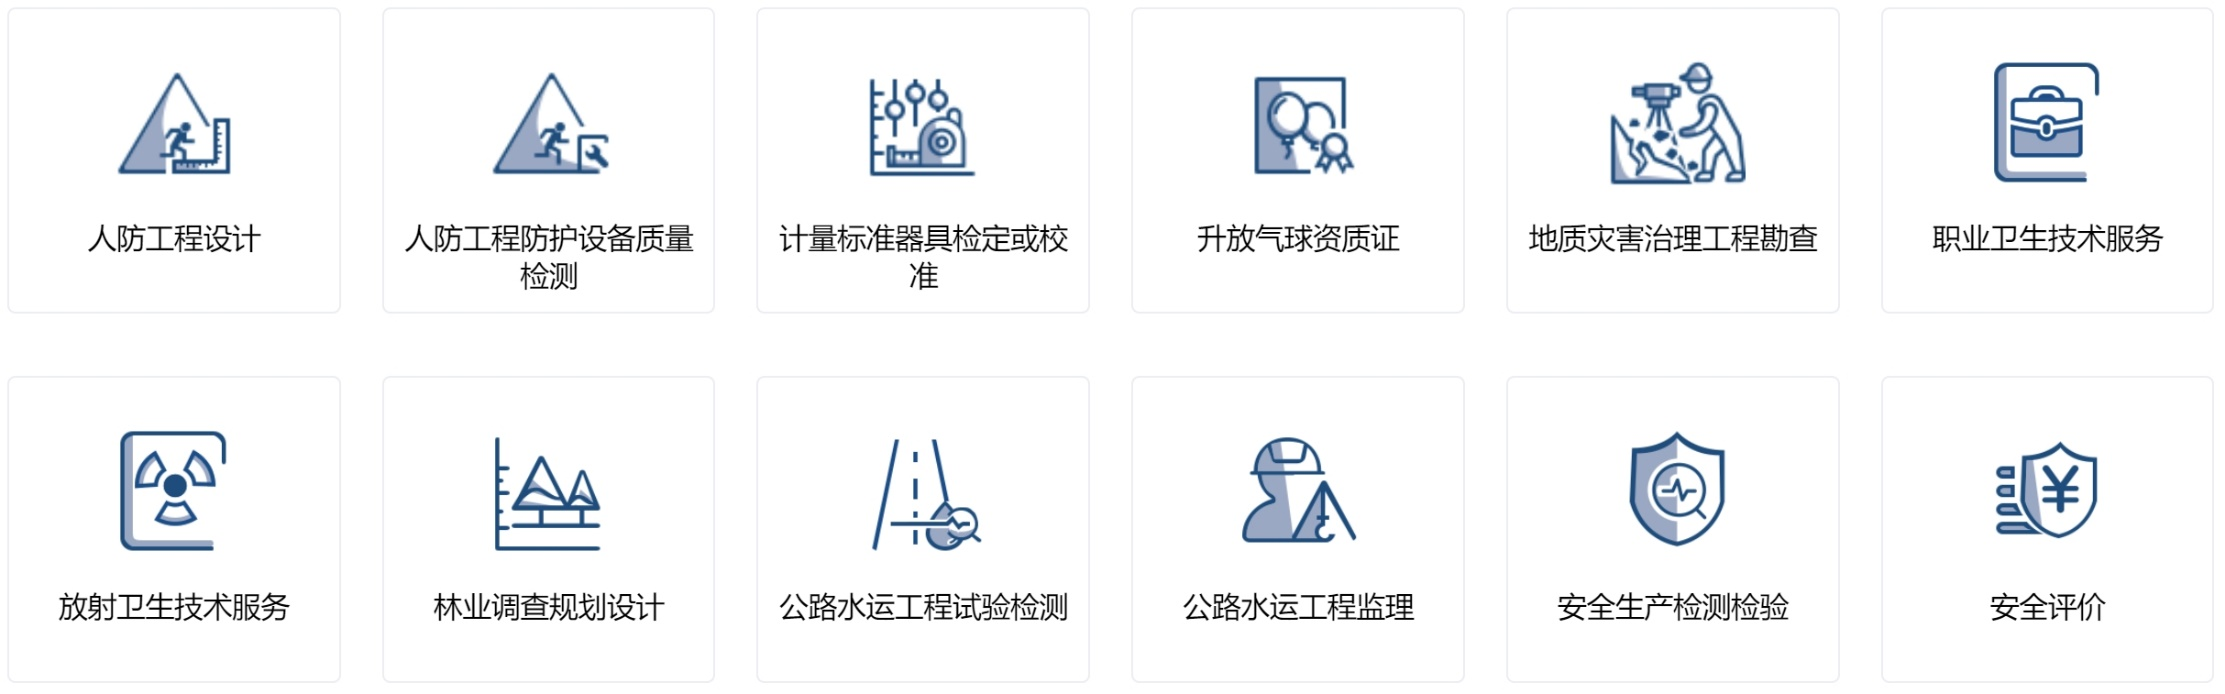 人防工程设计
人防工程防护设备质量
检测
计量标准器具检定或校
准
升放气球资质证
地质灾害治理工程勘查
职业卫生技术服务
放射卫生技术服务
林业调查规划设计
公路水运工程试验检测
公路水运工程监理
安全生产检测检验
¥
安全评价